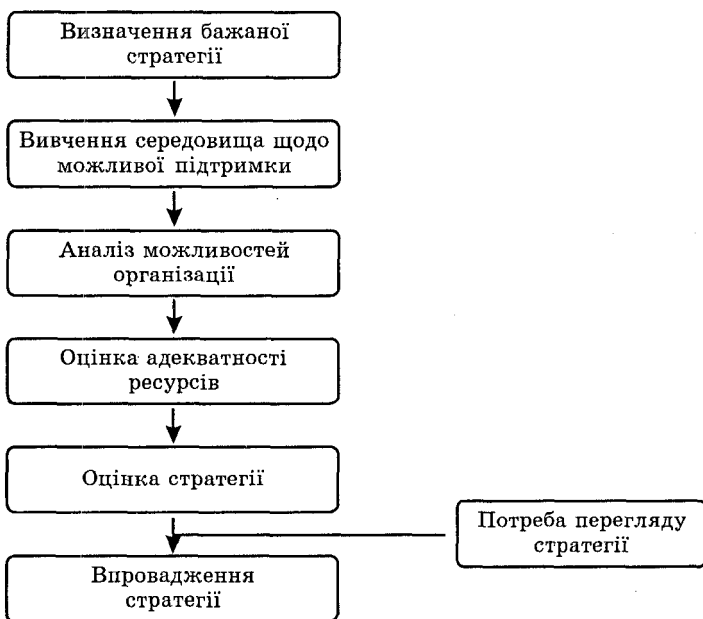 Визначення бажаної
стратегії
Вивчення середовища щодо
можливої підтримки
Аналіз можливостей
організації
Оцінка адекватності
ресурсів
Оцінка стратегії
Потреба перегляду
стратегії
Впровадження
стратегії